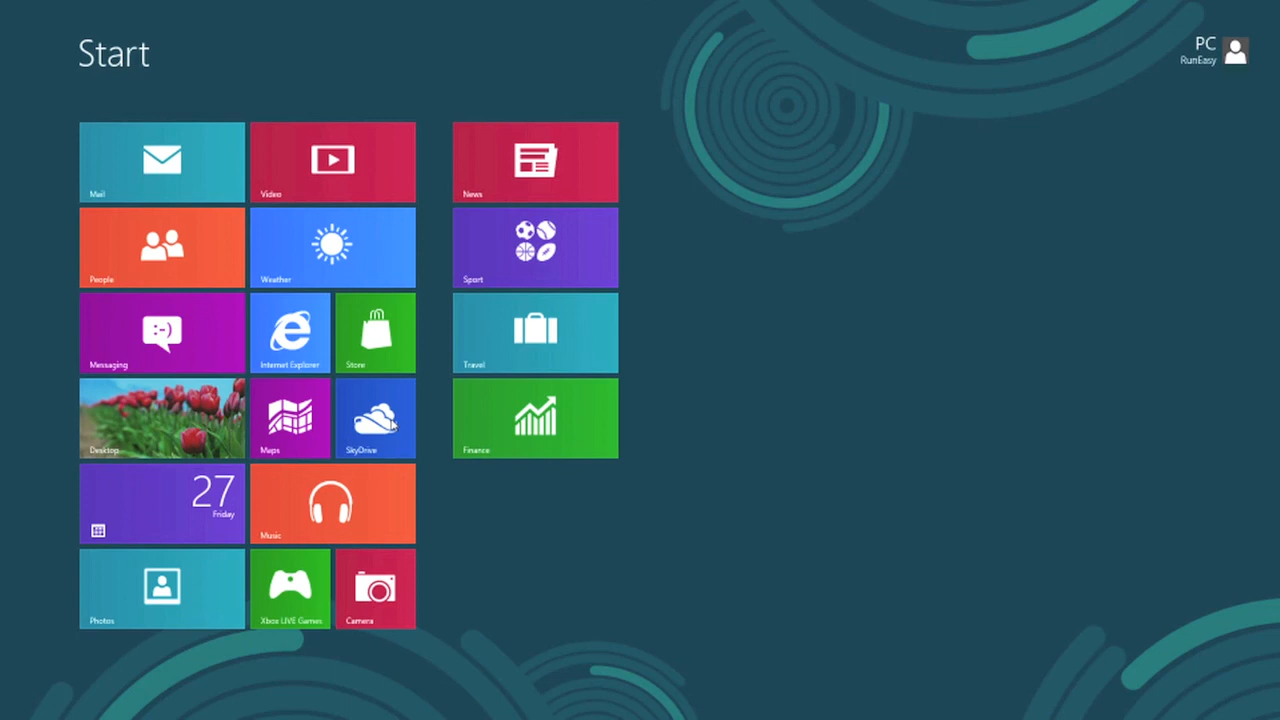 Start
PC
RunEasy
Mail
Video
News
People
Weather
Sport
Messaging
:-)
Internet Explorer
Store
Travel
Desktop
Maps
SkyDrive
Finance
27
Friday
Music
Photos
Xbox LIVE Games
Camera